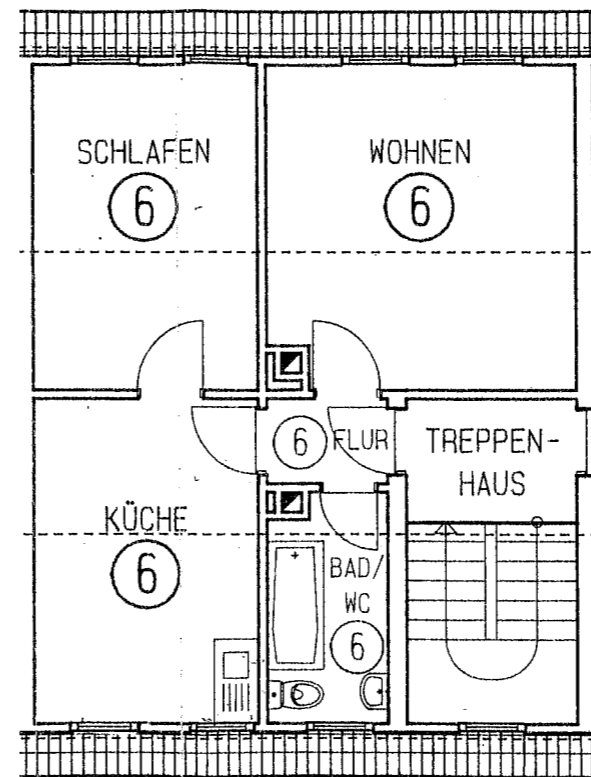 SCHLAFEN
6
WOHNEN
6
6 FLUR
TREPPEN-
HAUS
KÜCHE
6
BAD/
WC
6